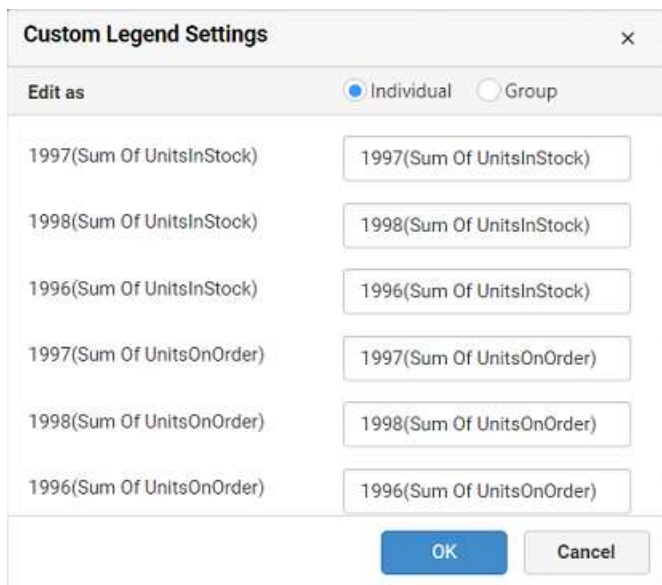 Custom Legend Settings ×
Edit as Individual Group
1997(Sum Of UnitsInStock) 1997(Sum Of UnitsInStock)
1998(Sum Of UnitsInStock) 1998(Sum Of UnitsInStock)
1996(Sum Of UnitsInStock) 1996(Sum Of UnitsInStock)
1997(Sum Of UnitsOnOrder) 1997(Sum Of UnitsOnOrder)
1998(Sum Of UnitsOnOrder) 1998(Sum Of UnitsOnOrder)
1996(Sum Of UnitsOnOrder) 1996(Sum Of UnitsOnOrder)
OK Cancel